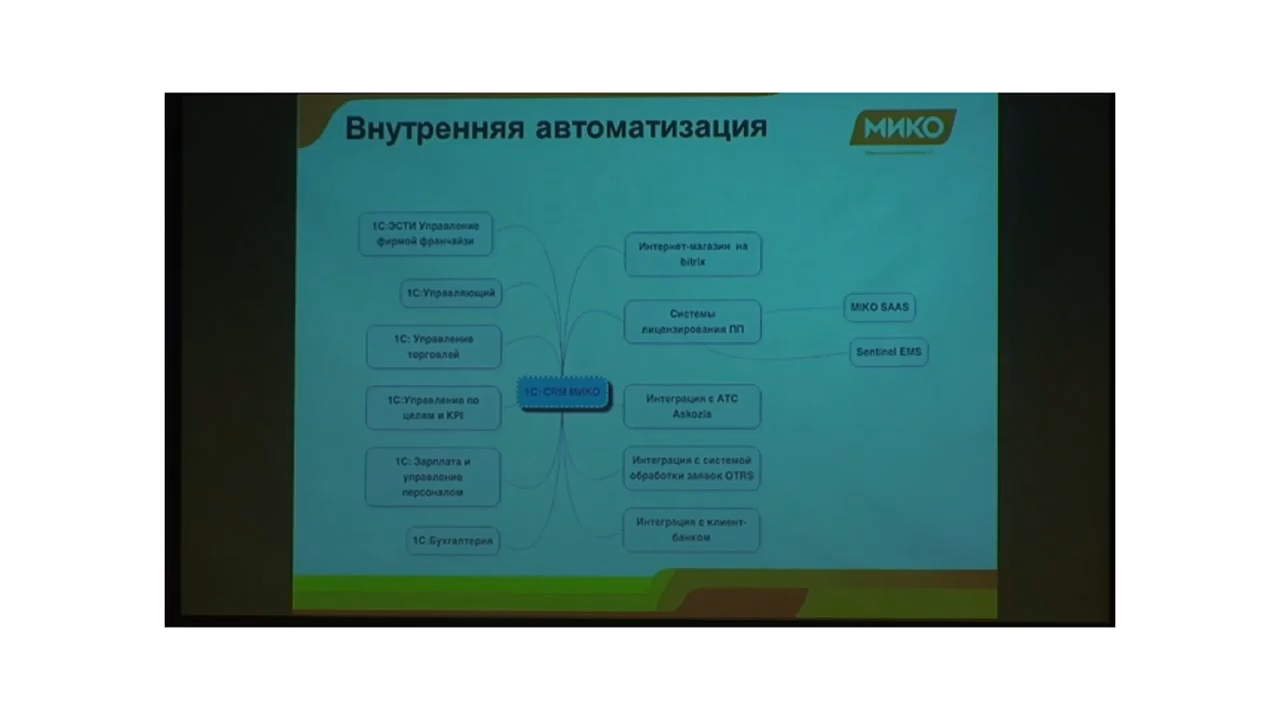 Внутренняя автоматизация
МИКО
1С:ЭСТИ Управление
фирмой франчайзи
1С:Управляющий
1С: Управление
торговлей
1С:Управление по
целям и KPI
1С: Зарплата и
управление
персоналом
1С:Бухгалтерия
1С: CRM МИКО
Интернет-магазин на
bitrix
Системы
лицензирования ПП
MIKO SAAS
Sentinel EMS
Интеграция с АТС
Askozia
Интеграция с системой
обработки заявок OTRS
Интеграция с клиент-
банком